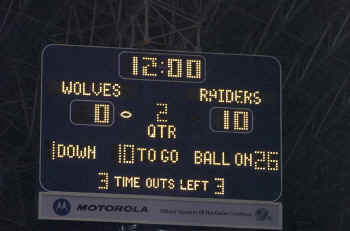 12:00
WOLVES RAIDERS
0 2 10
QTR
1 DOWN 10 TO GO BALL ON 26
3 TIME OUTS LEFT 3
MOTOROLA